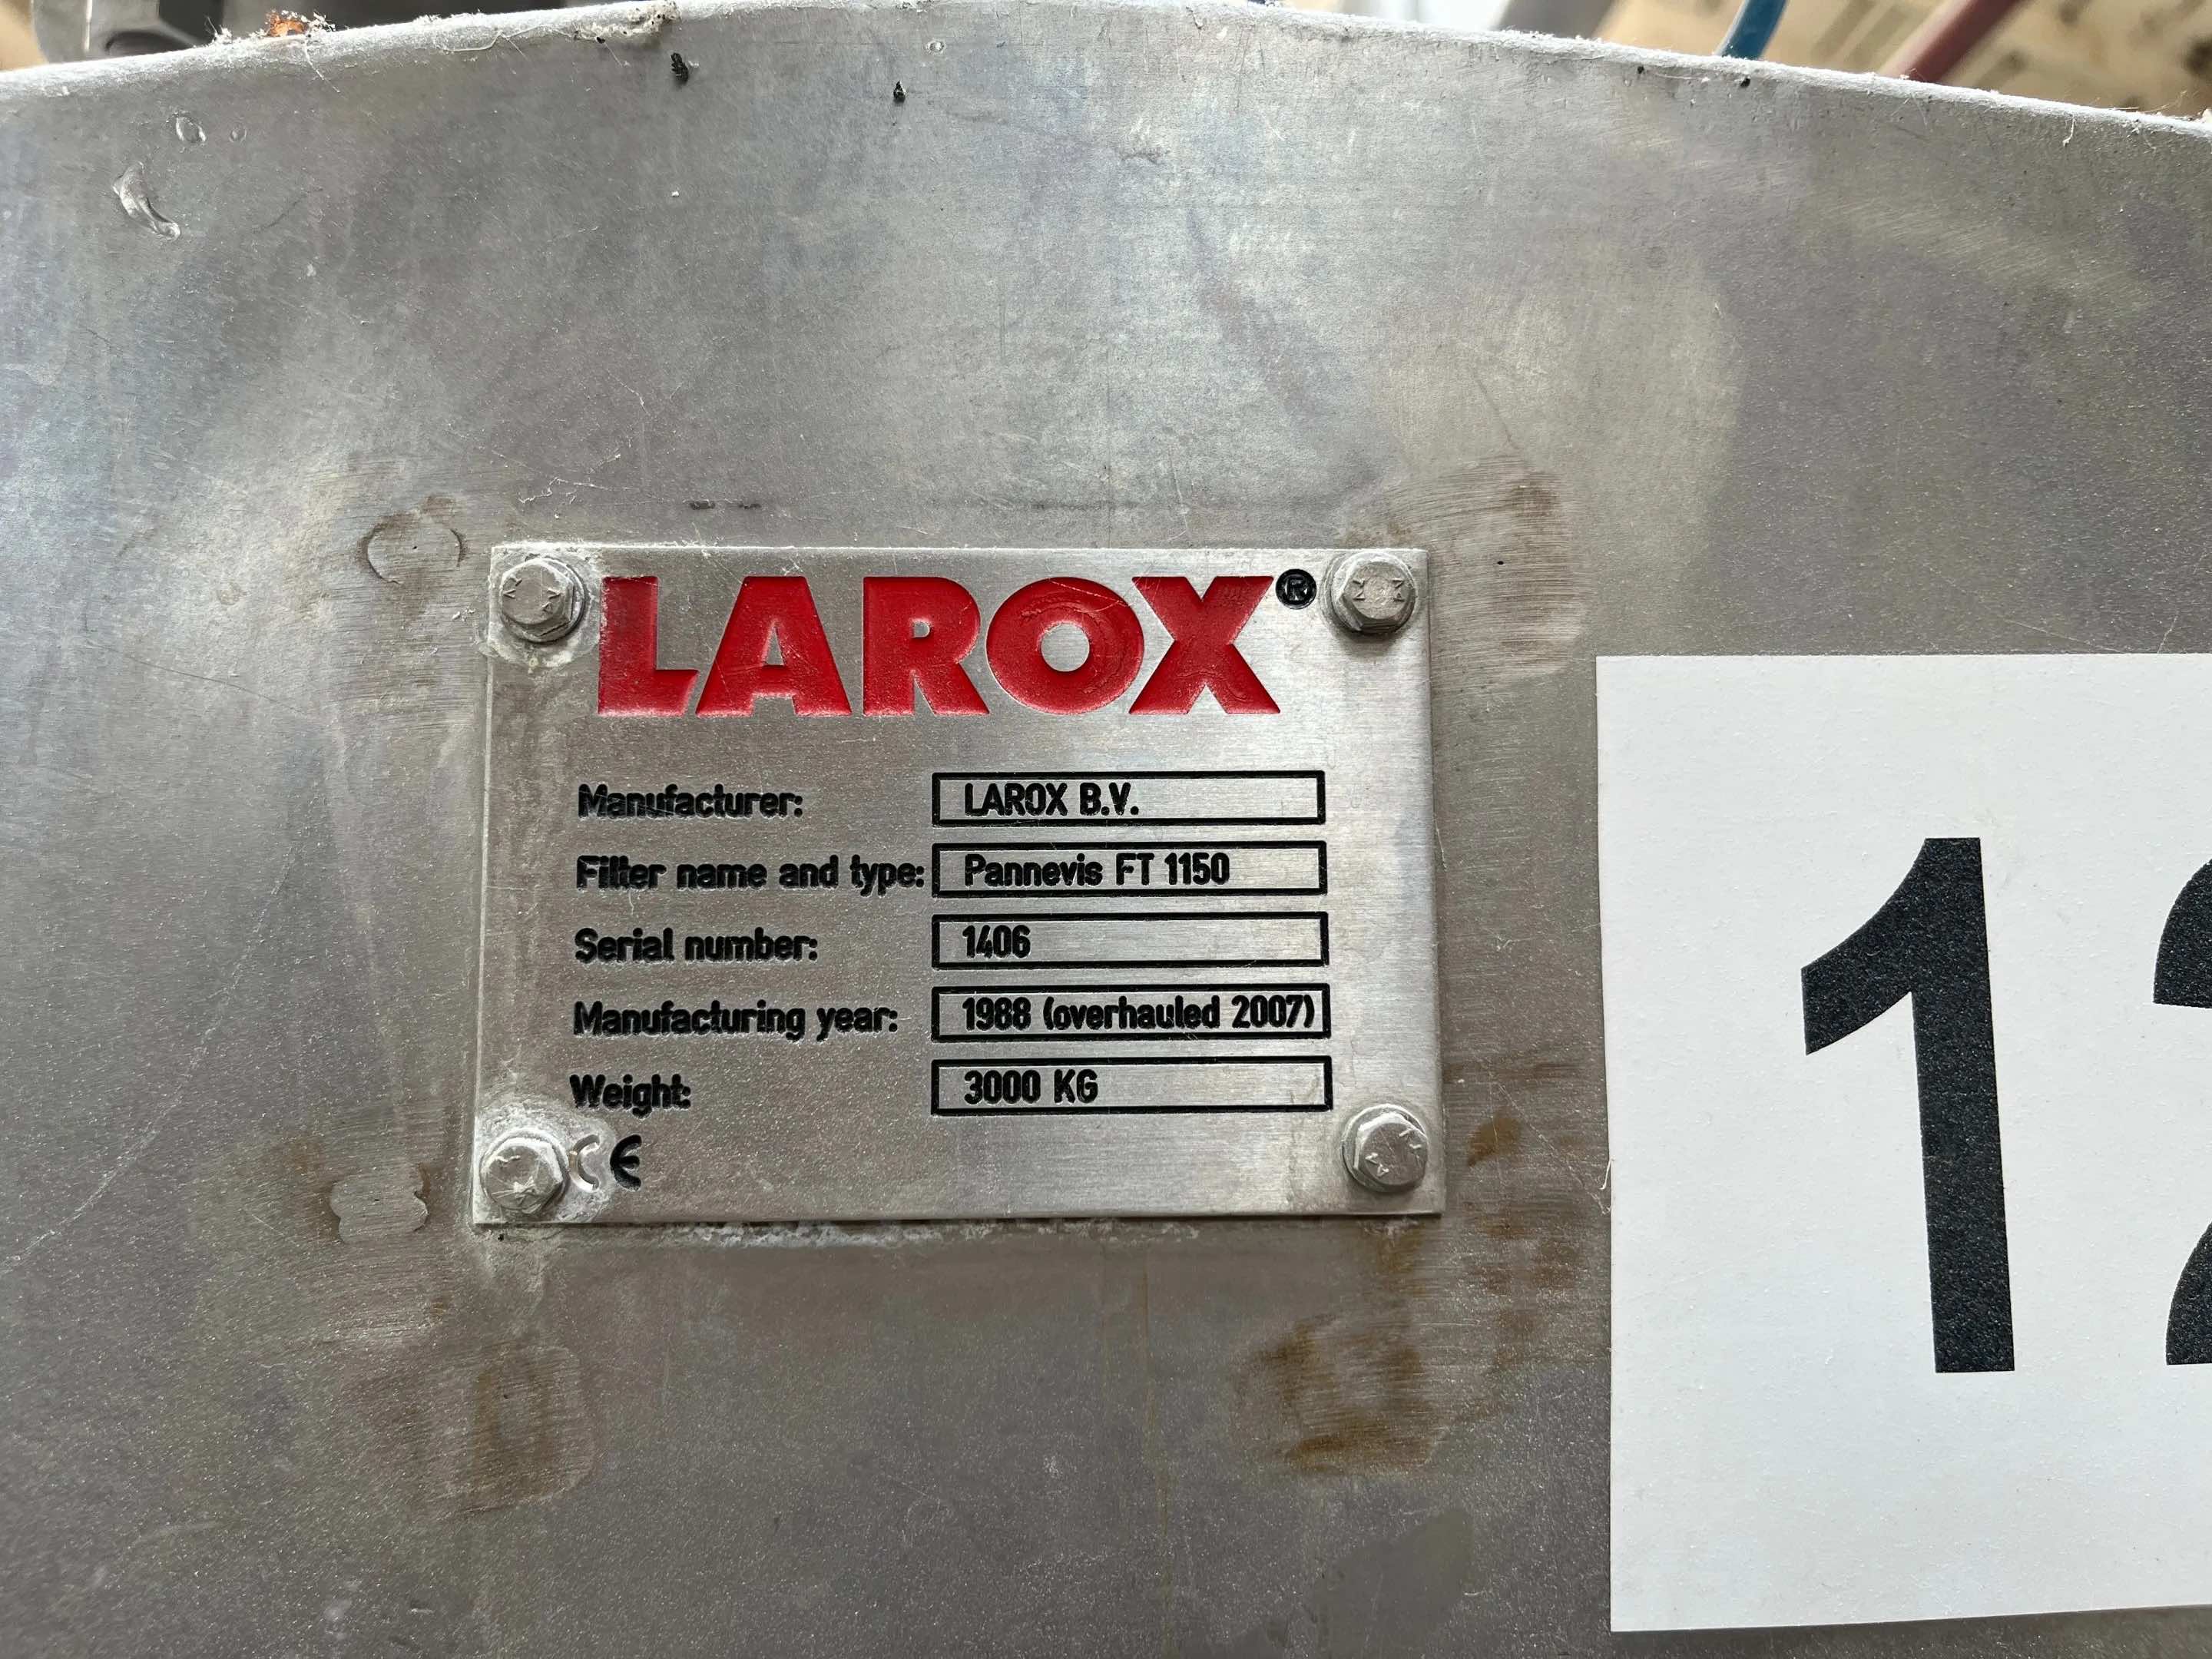 LAROX®
Manufacturer: LAROX B.V.
Filter name and type: Pannevis FT 1150
Serial number: 1406
Manufacturing year: 1988 (overhauled 2007)
Weight: 3000 KG
CE
12